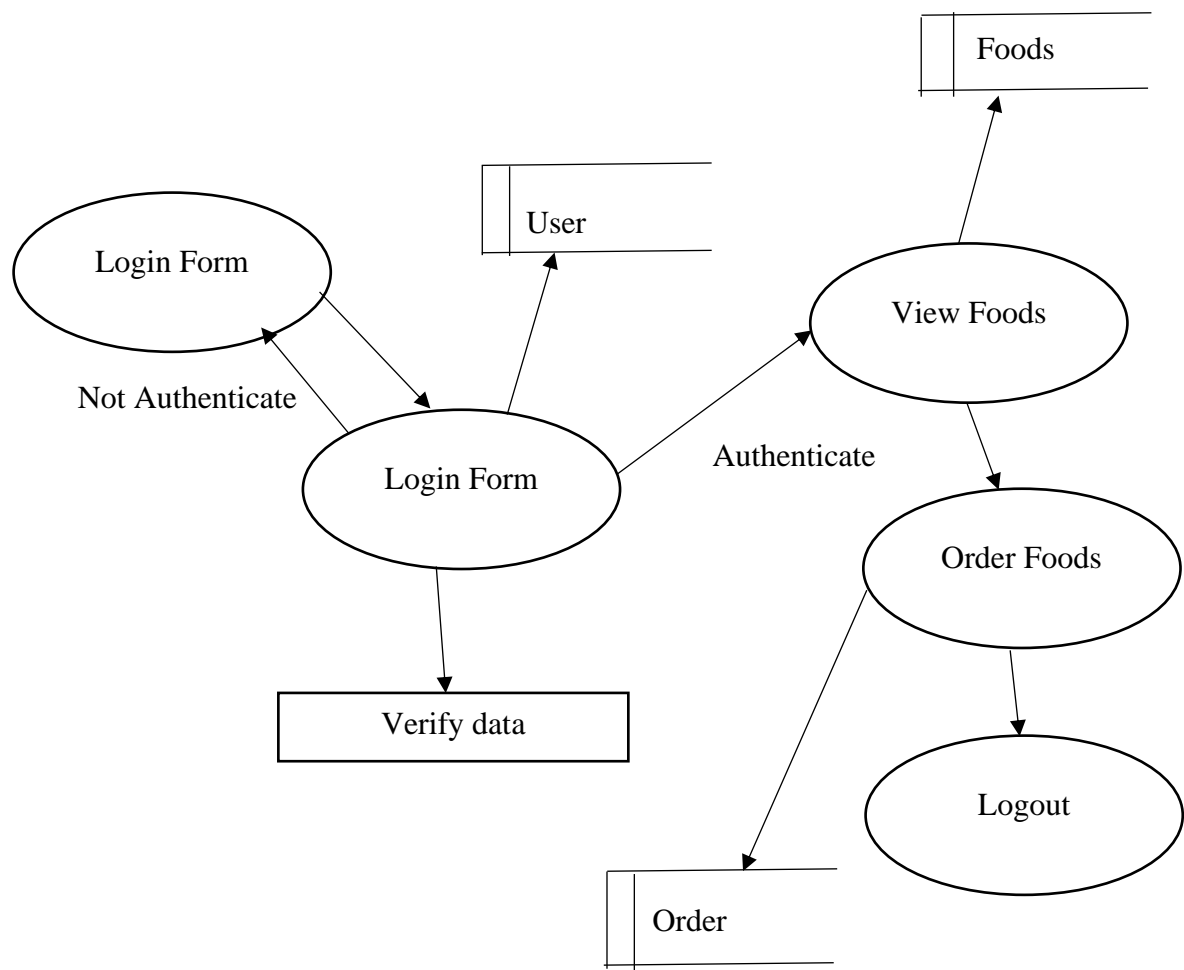 Foods
User
Login Form
View Foods
Not Authenticate
Authenticate
Login Form
Order Foods
Verify data
Logout
Order